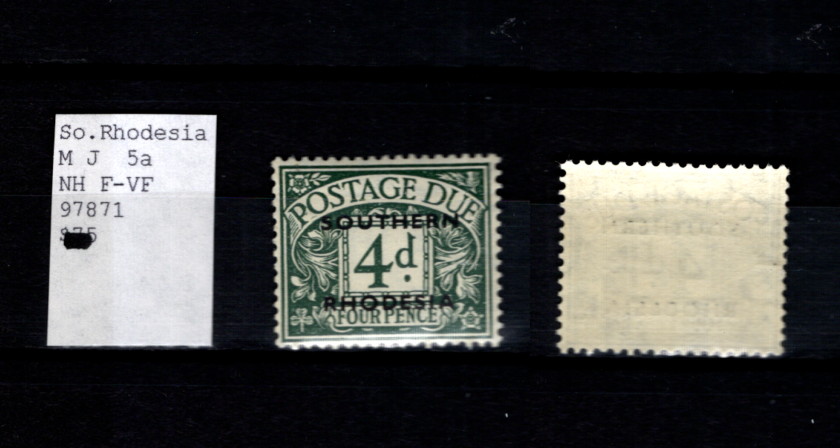 So.Rhodesia
M J 5a
NH F-VF
97871
POSTAGE DUE
SOUTHERN
4d.
RHODESIA
FOUR PENCE